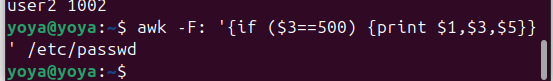 user2 1002
yoya@yoya:~$ awk -F: '{if ($3==500) {print $1,$3,$5}}
' /etc/passwd
yoya@yoya:~$